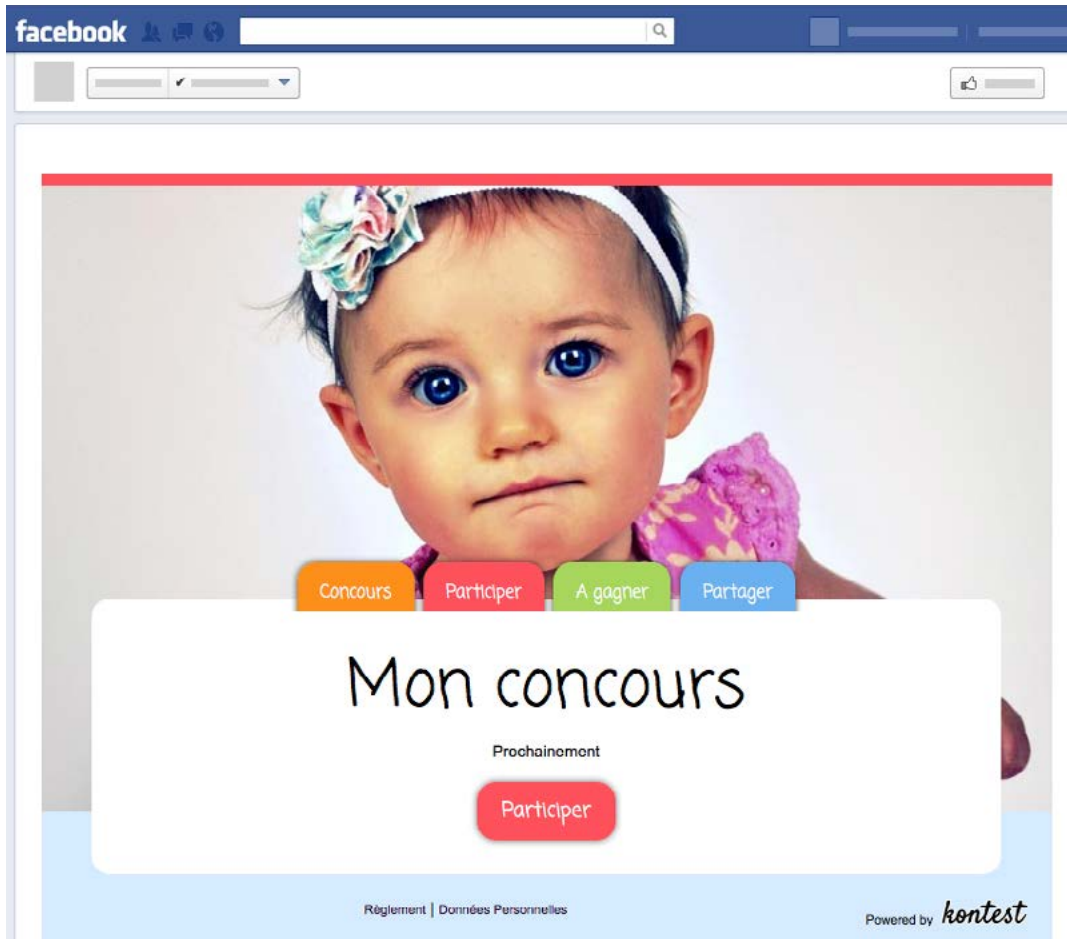 facebook
Concours Participer A gagner Partager
Mon concours
Prochainement
Participer
Règlement | Données Personnelles
Powered by kontest